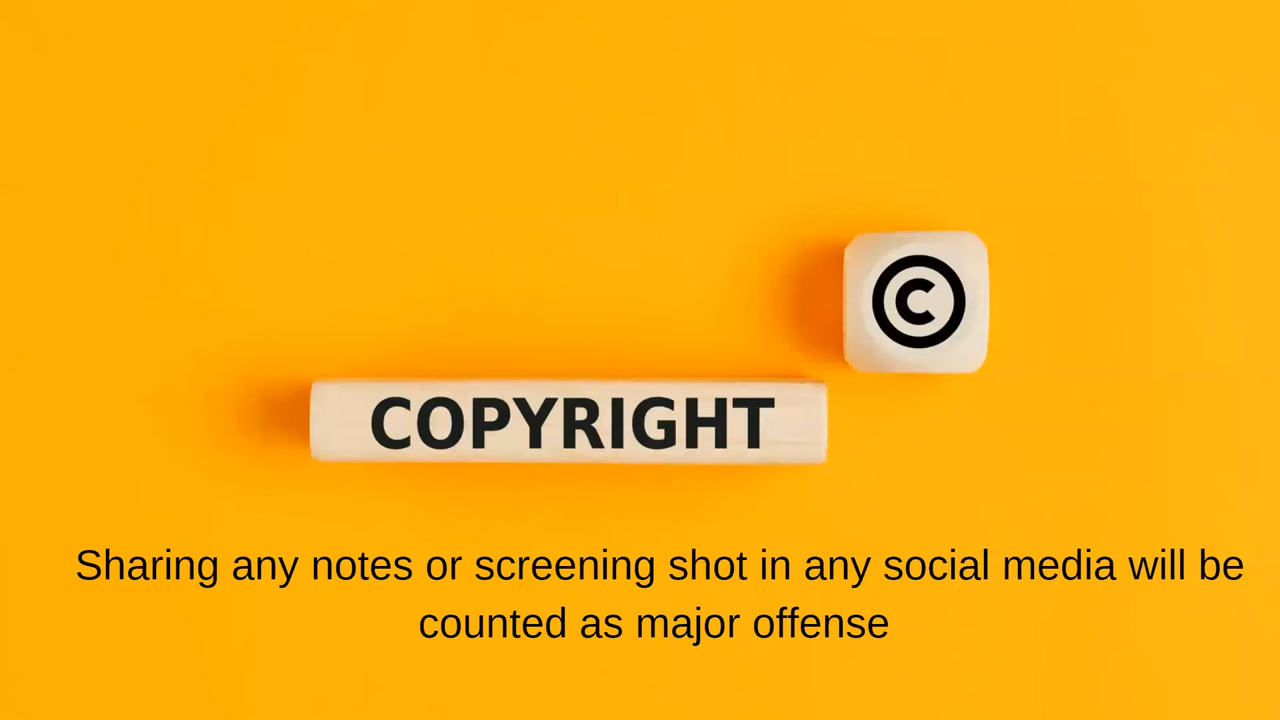 ©
COPYRIGHT
Sharing any notes or screening shot in any social media will be
counted as major offense